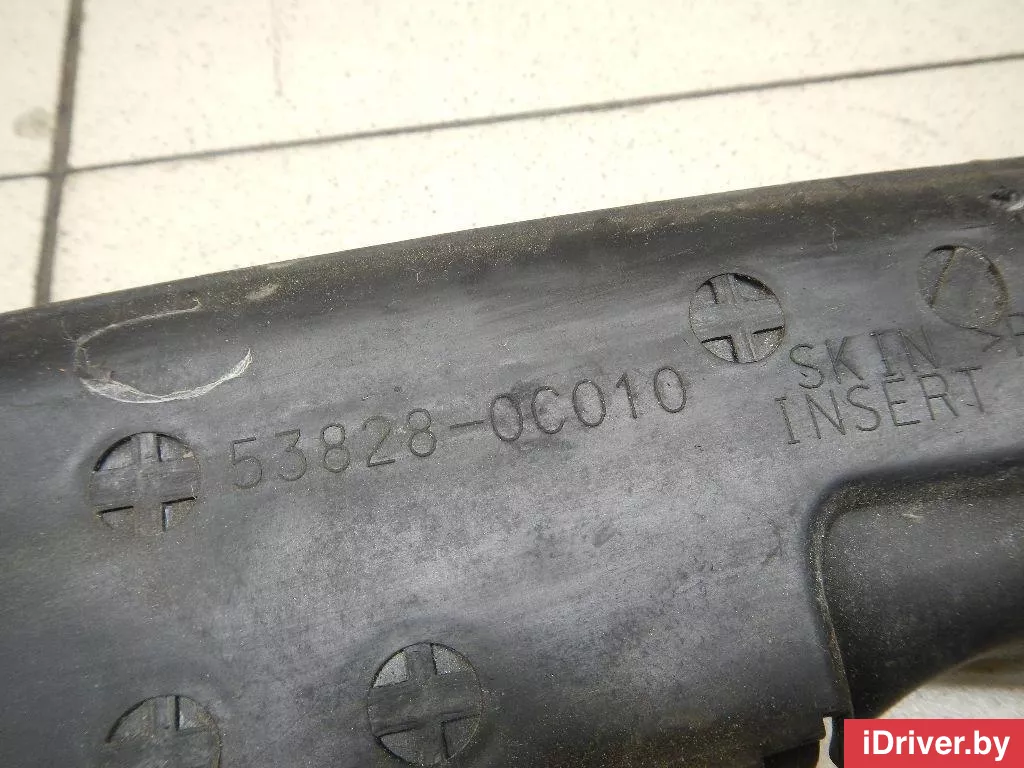 53828-0C010
SKIN
INSERT
iDriver.by